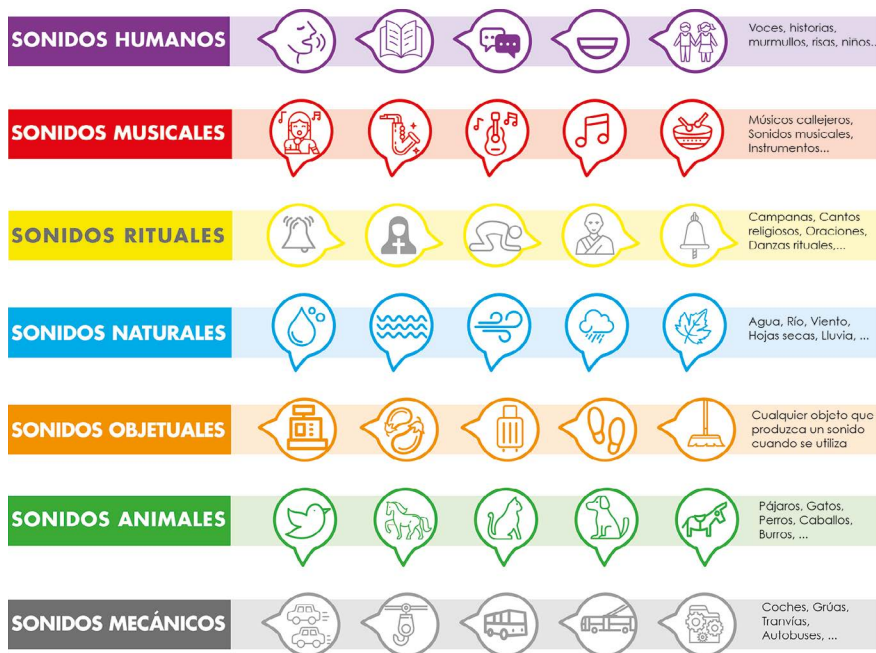 SONIDOS HUMANOS
Voces, historias,
murmullos, risas, niños...
SONIDOS MUSICALES
Músicos callejeros,
Sonidos musicales,
Instrumentos...
SONIDOS RITUALES
Campanas, Cantos
religiosos, Oraciones,
Danzas rituales,...
SONIDOS NATURALES
Agua, Río, Viento,
Hojas secas, Lluvia, ...
SONIDOS OBJETUALES
Cualquier objeto que
produzca un sonido
cuando se utiliza
SONIDOS ANIMALES
Pájaros, Gatos,
Perros, Caballos,
Burros, ...
SONIDOS MECÁNICOS
Coches, Grúas,
Tranvías,
Autobuses, ...